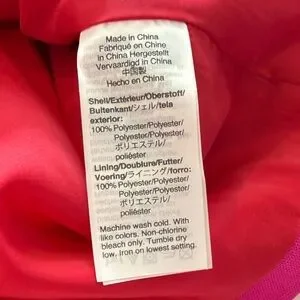 Made in China
Fabriqué en Chine
In China Hergestellt
Vervaardigd in China
中国製
Hecho en China
Shell/Extérieur/Oberstoff/
Buitenkant/シェル/tela
exterior:
100% Polyester/Polyester/
Polyester/Polyester/
ポリエステル/
poliéster
Lining/Doublure/Futter/
Voering/ライニング/forro:
100% Polyester/Polyester/
Polyester/Polyester/
ポリエステル/
poliéster
Machine wash cold. With
like colors. Non-chlorine
bleach only. Tumble dry
low. Iron on lowest setting.